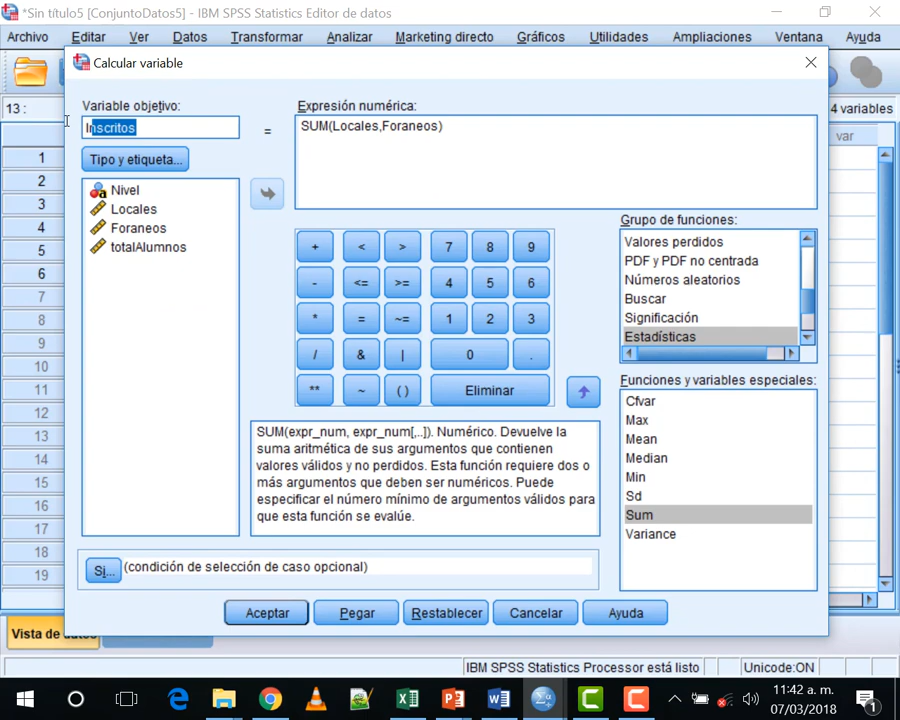 *Sin título5 [ConjuntoDatos5] - IBM SPSS Statistics Editor de datos
Archivo Editar Ver Datos Transformar Analizar Marketing directo Gráficos Utilidades Ampliaciones Ventana Ayuda
Calcular variable
13 :
4 variables
var
1
2
3
4
5
6
7
8
9
10
11
12
13
14
15
16
17
18
19
Variable objetivo:
Inscritos
=
Expresión numérica:
SUM(Locales,Foraneos)
Tipo y etiqueta...
Nivel
Locales
Foraneos
totalAlumnos
+ < > 7 8 9
- <= >= 4 5 6
* = ~= 1 2 3
/ & | 0 .
** ~ ( ) Eliminar
Grupo de funciones:
Valores perdidos
PDF y PDF no centrada
Números aleatorios
Buscar
Significación
Estadísticas
Funciones y variables especiales:
Cfvar
Max
Mean
Median
Min
Sd
Sum
Variance
SUM(expr_num, expr_num[,..]). Numérico. Devuelve la
suma aritmética de sus argumentos que contienen
valores válidos y no perdidos. Esta función requiere dos o
más argumentos que deben ser numéricos. Puede
especificar el número mínimo de argumentos válidos para
que esta función se evalúe.
Si... (condición de selección de caso opcional)
Aceptar Pegar Restablecer Cancelar Ayuda
Vista de datos
IBM SPSS Statistics Processor está listo Unicode:ON
11:42 a. m.
07/03/2018
1